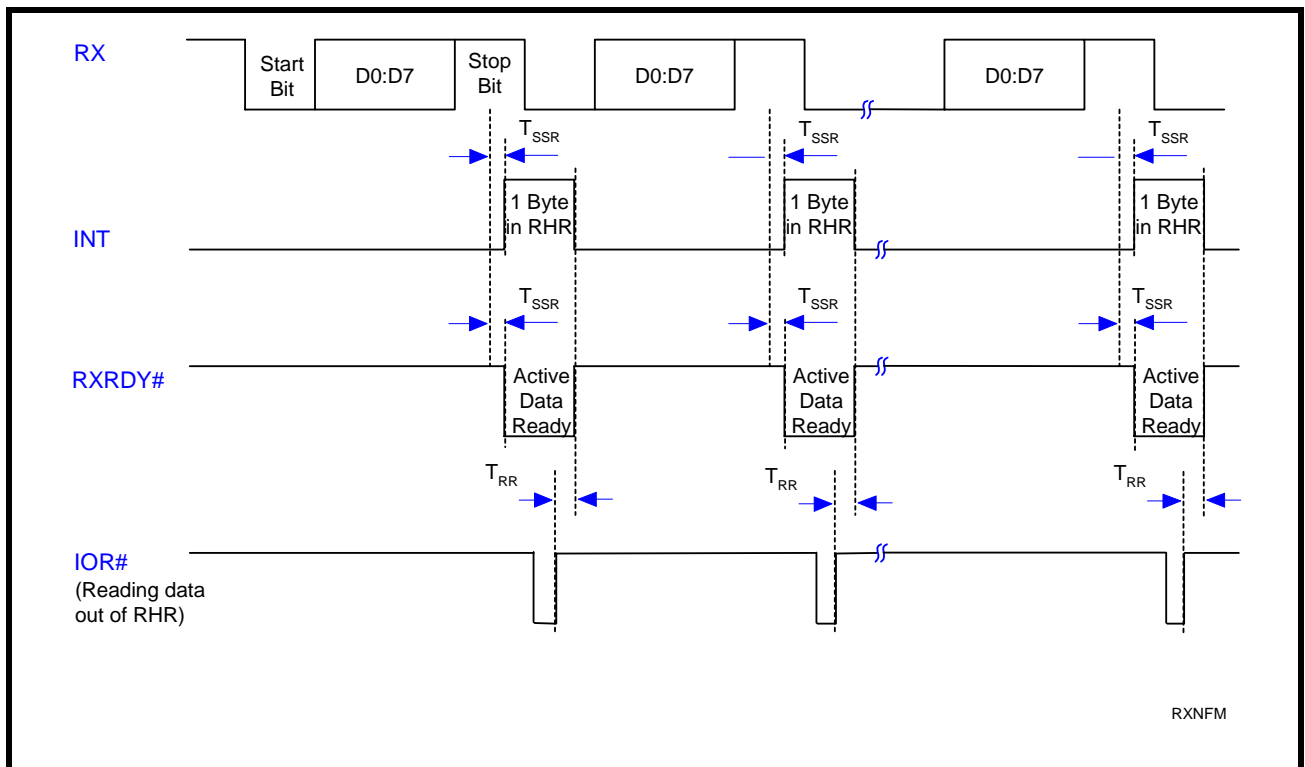 RX
Start
Bit
D0:D7
Stop
Bit
D0:D7
D0:D7
TSSR
TSSR
TSSR
INT
1 Byte
in RHR
1 Byte
in RHR
1 Byte
in RHR
TSSR
TSSR
TSSR
RXRDY#
Active
Data
Ready
Active
Data
Ready
Active
Data
Ready
TRR
TRR
TRR
IOR#
(Reading data
out of RHR)
RXNFM